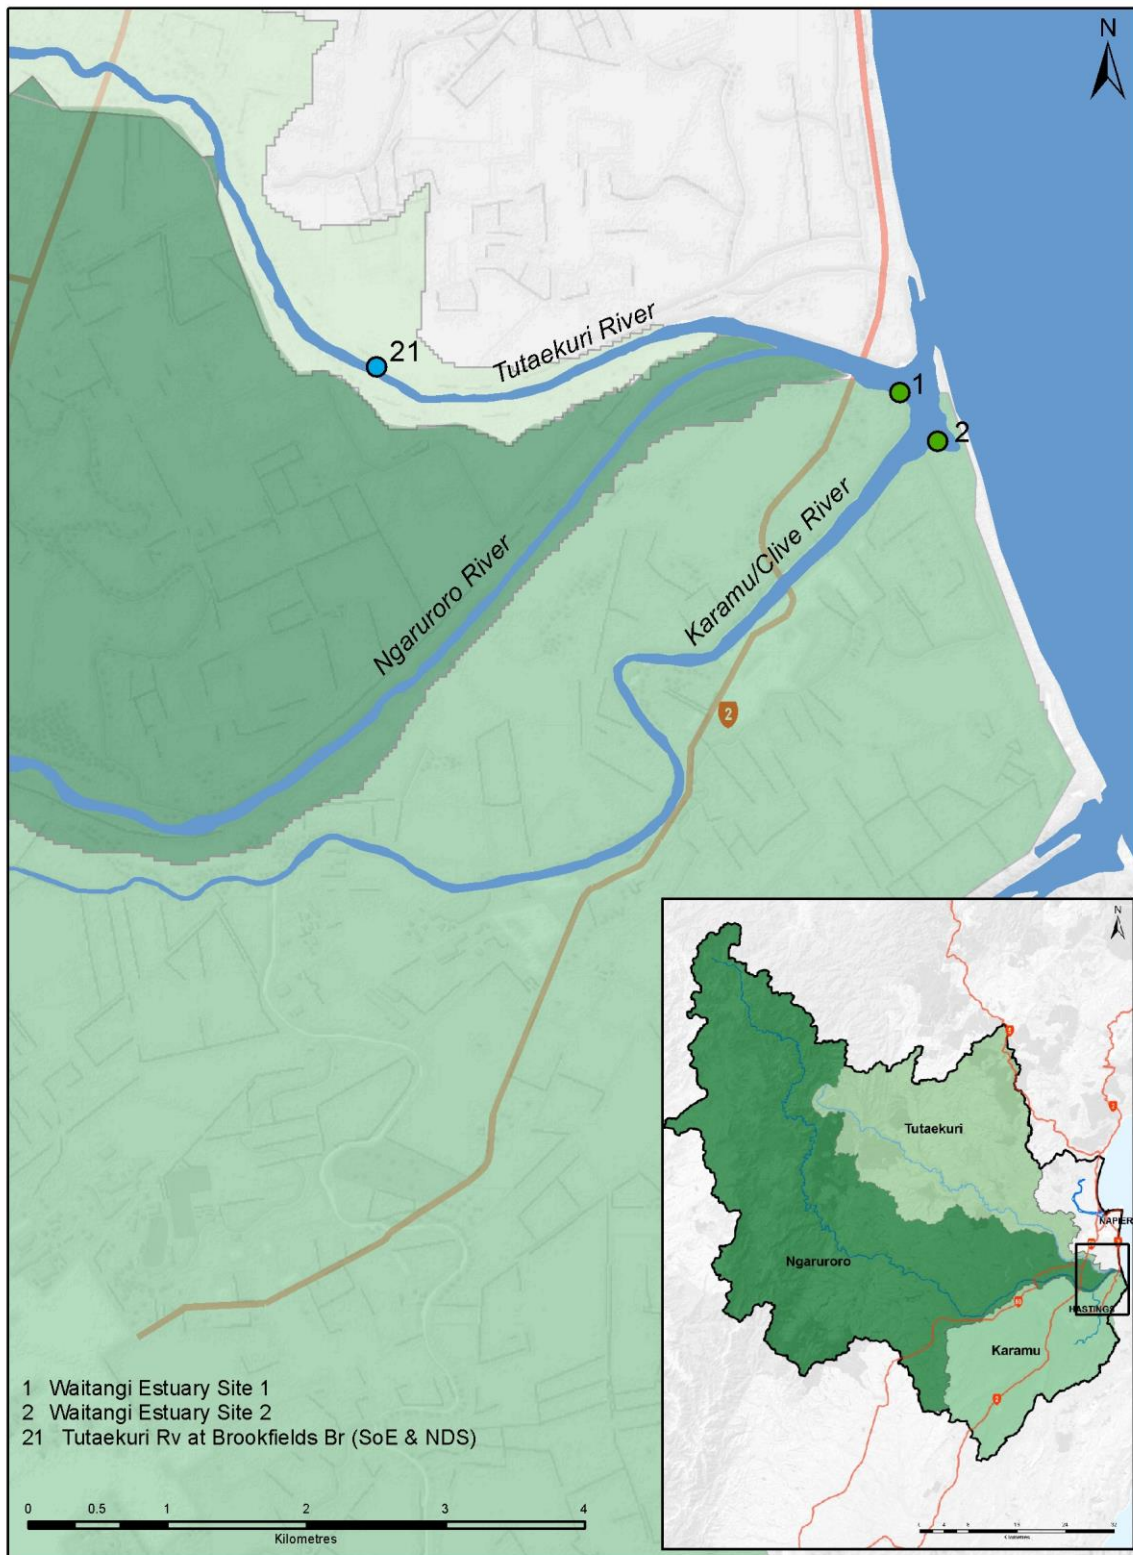 N
21
Tutaekuri River
1
2
Ngaruroro River
Karamu/Clive River
2
N
Tutaekuri
NAPIER
Ngaruroro
HASTINGS
Karamu
2
1 Waitangi Estuary Site 1
2 Waitangi Estuary Site 2
21 Tutaekuri Rv at Brookfields Br (SoE & NDS)
0 0.5 1 2 3 4
Kilometres